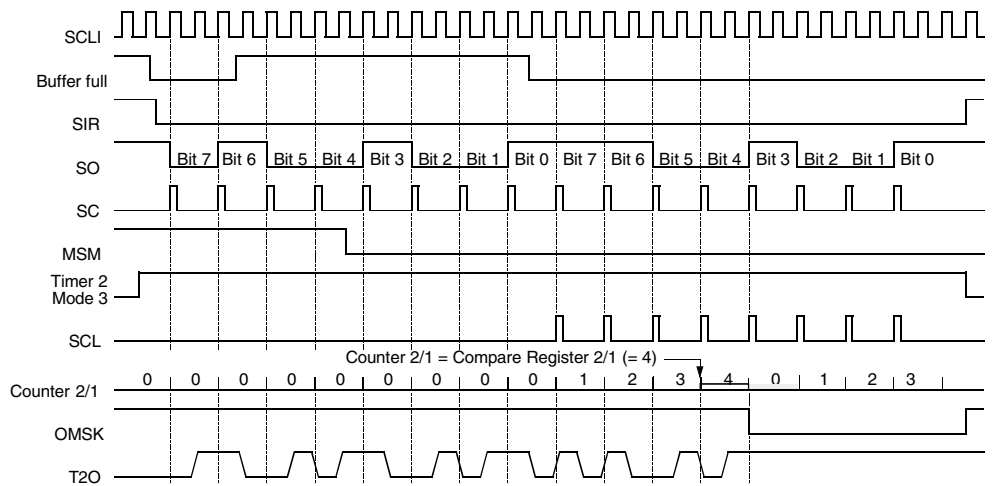 SCLI
Buffer full
SIR
Bit 7 Bit 6 Bit 5 Bit 4 Bit 3 Bit 2 Bit 1 Bit 0 Bit 7 Bit 6 Bit 5 Bit 4 Bit 3 Bit 2 Bit 1 Bit 0
SO
SC
MSM
Timer 2
Mode 3
SCL
Counter 2/1 = Compare Register 2/1 (= 4)
0 0 0 0 0 0 0 0 0 1 2 3 4 0 1 2 3
Counter 2/1
OMSK
T2O